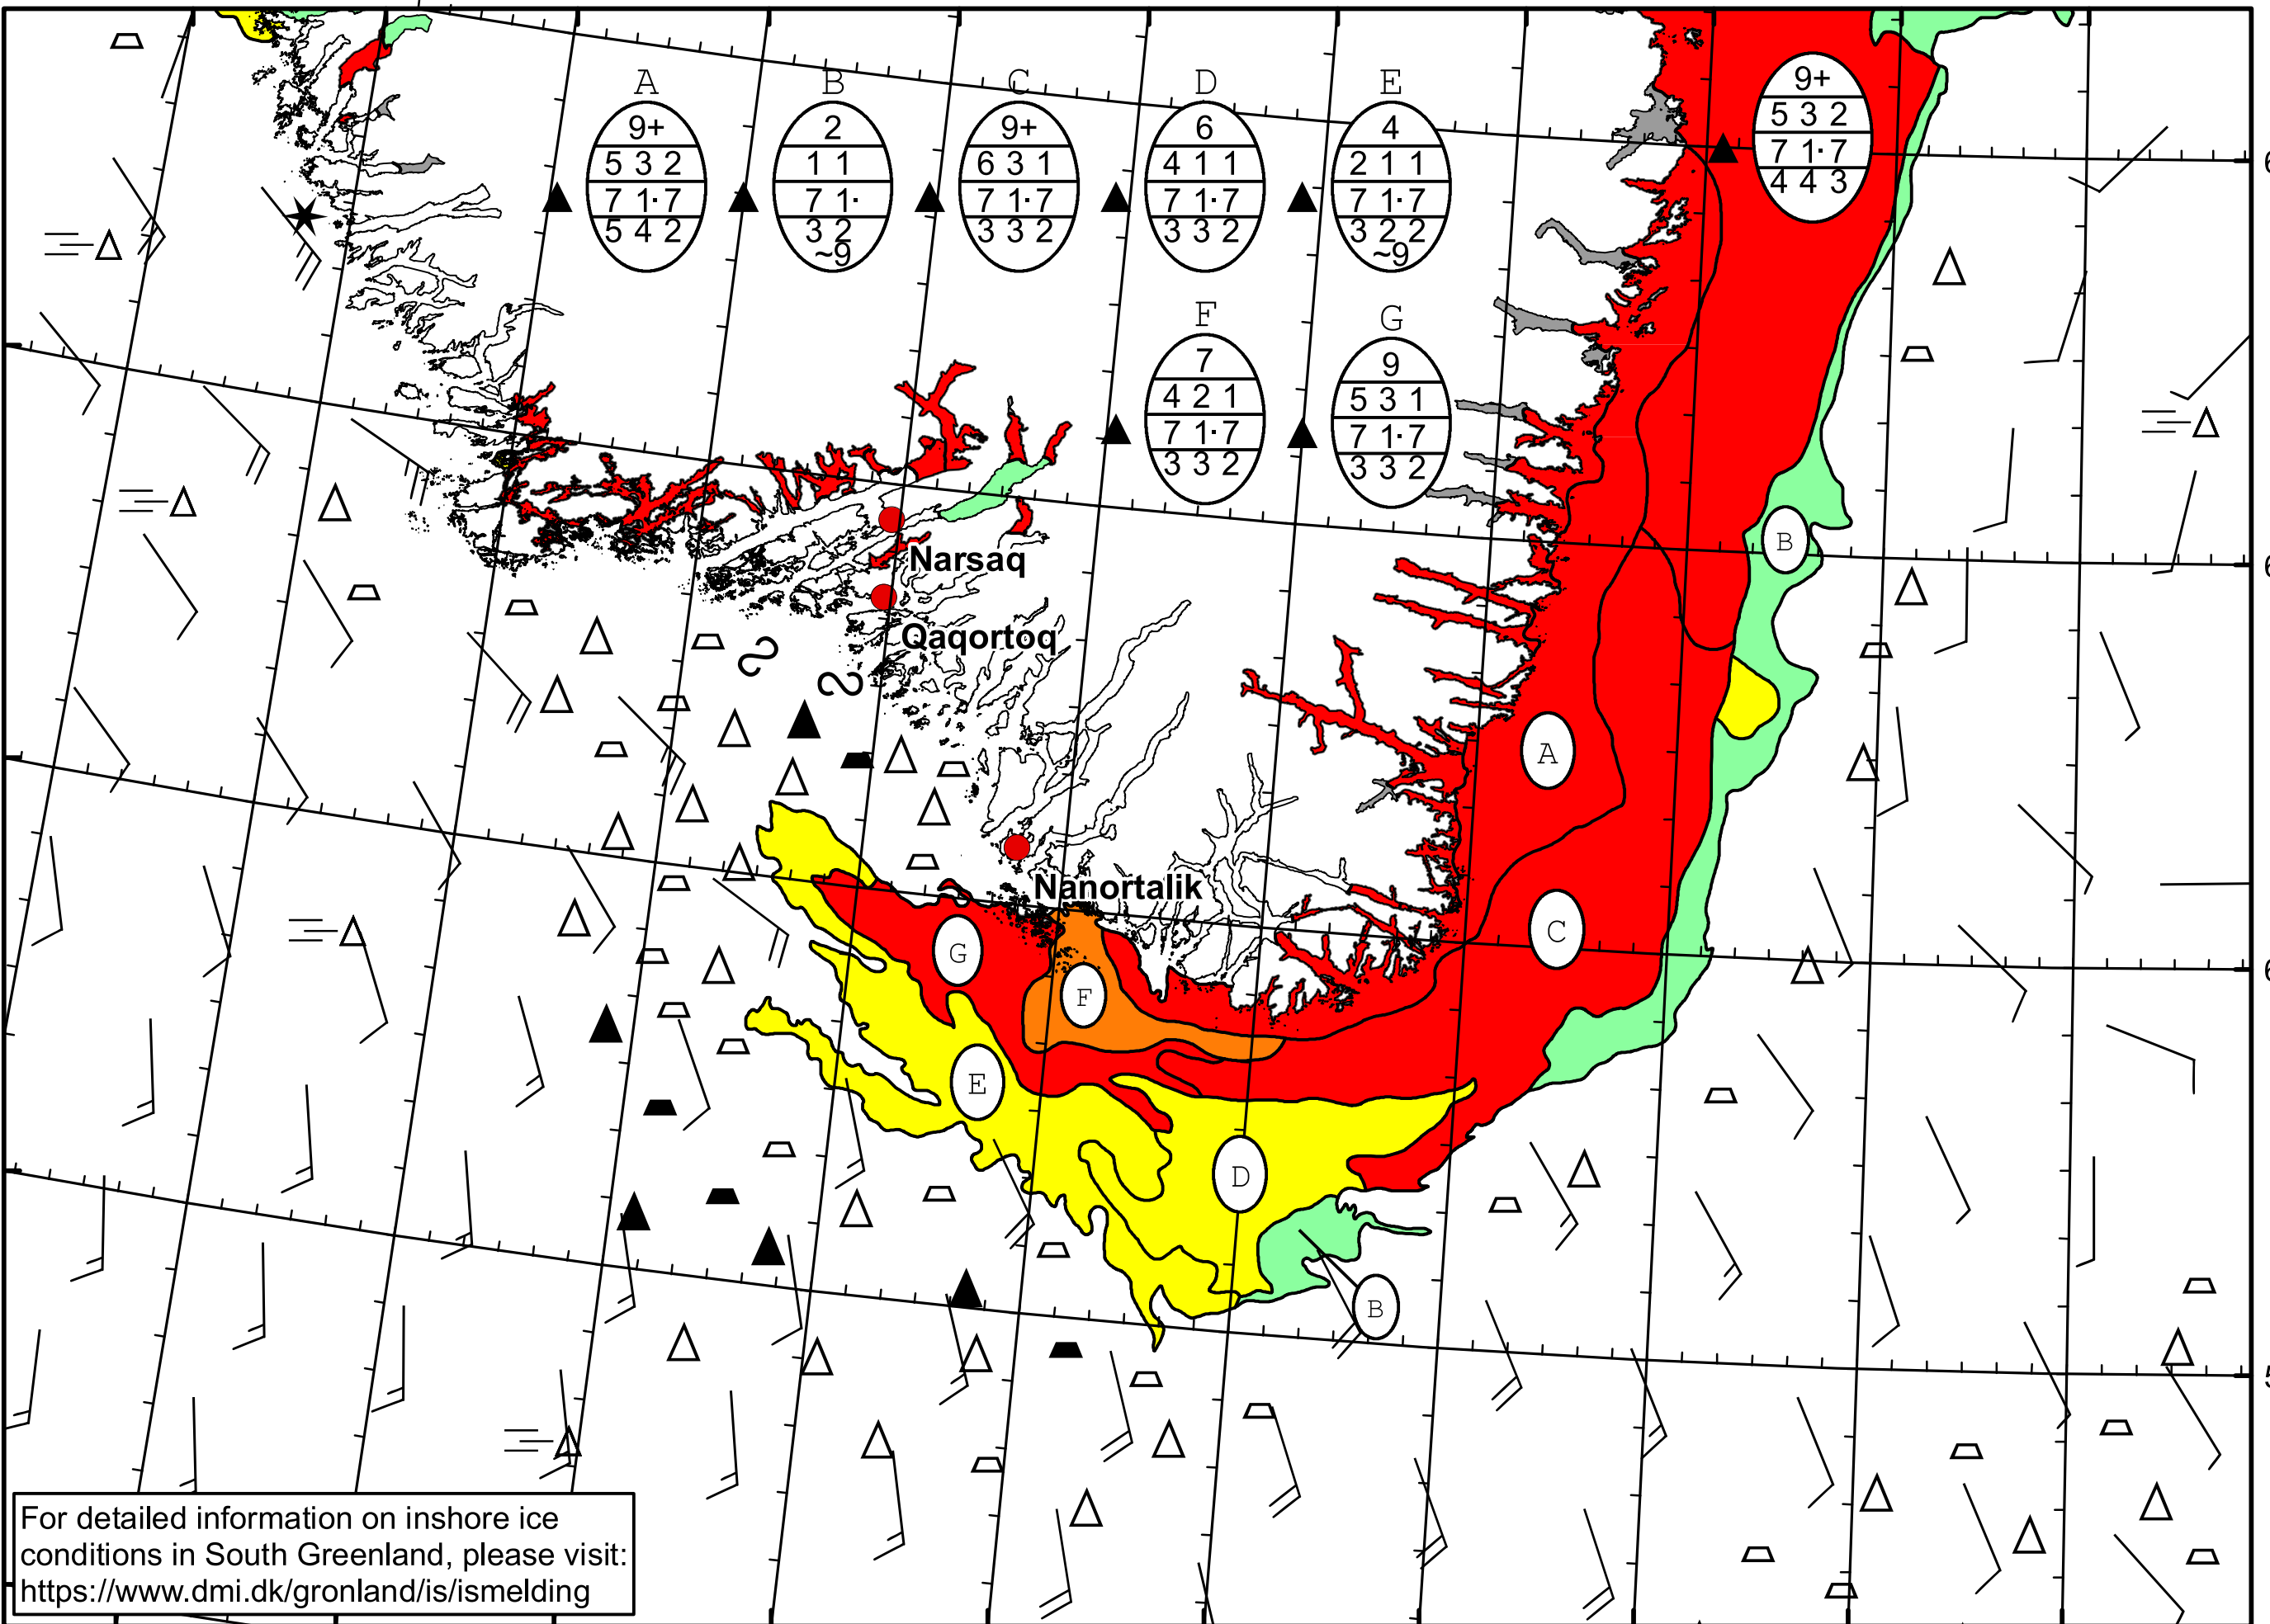 A B C D E
9+
5 3 2
7 1· 7
5 4 2
2
1 1
7 1·
3 2
~9
9+
6 3 1
7 1· 7
3 3 2
6
4 1 1
7 1· 7
3 3 2
4
2 1 1
7 1· 7
3 2 2
~9
9+
5 3 2
7 1· 7
4 4 3
F G
7
4 2 1
7 1· 7
3 3 2
9
5 3 1
7 1· 7
3 3 2
B
Narsaq
Qaqortoq
A
Nanortalik
C
G
F
E
D
B
For detailed information on inshore ice
conditions in South Greenland, please visit:
https://www.dmi.dk/gronland/is/ismelding